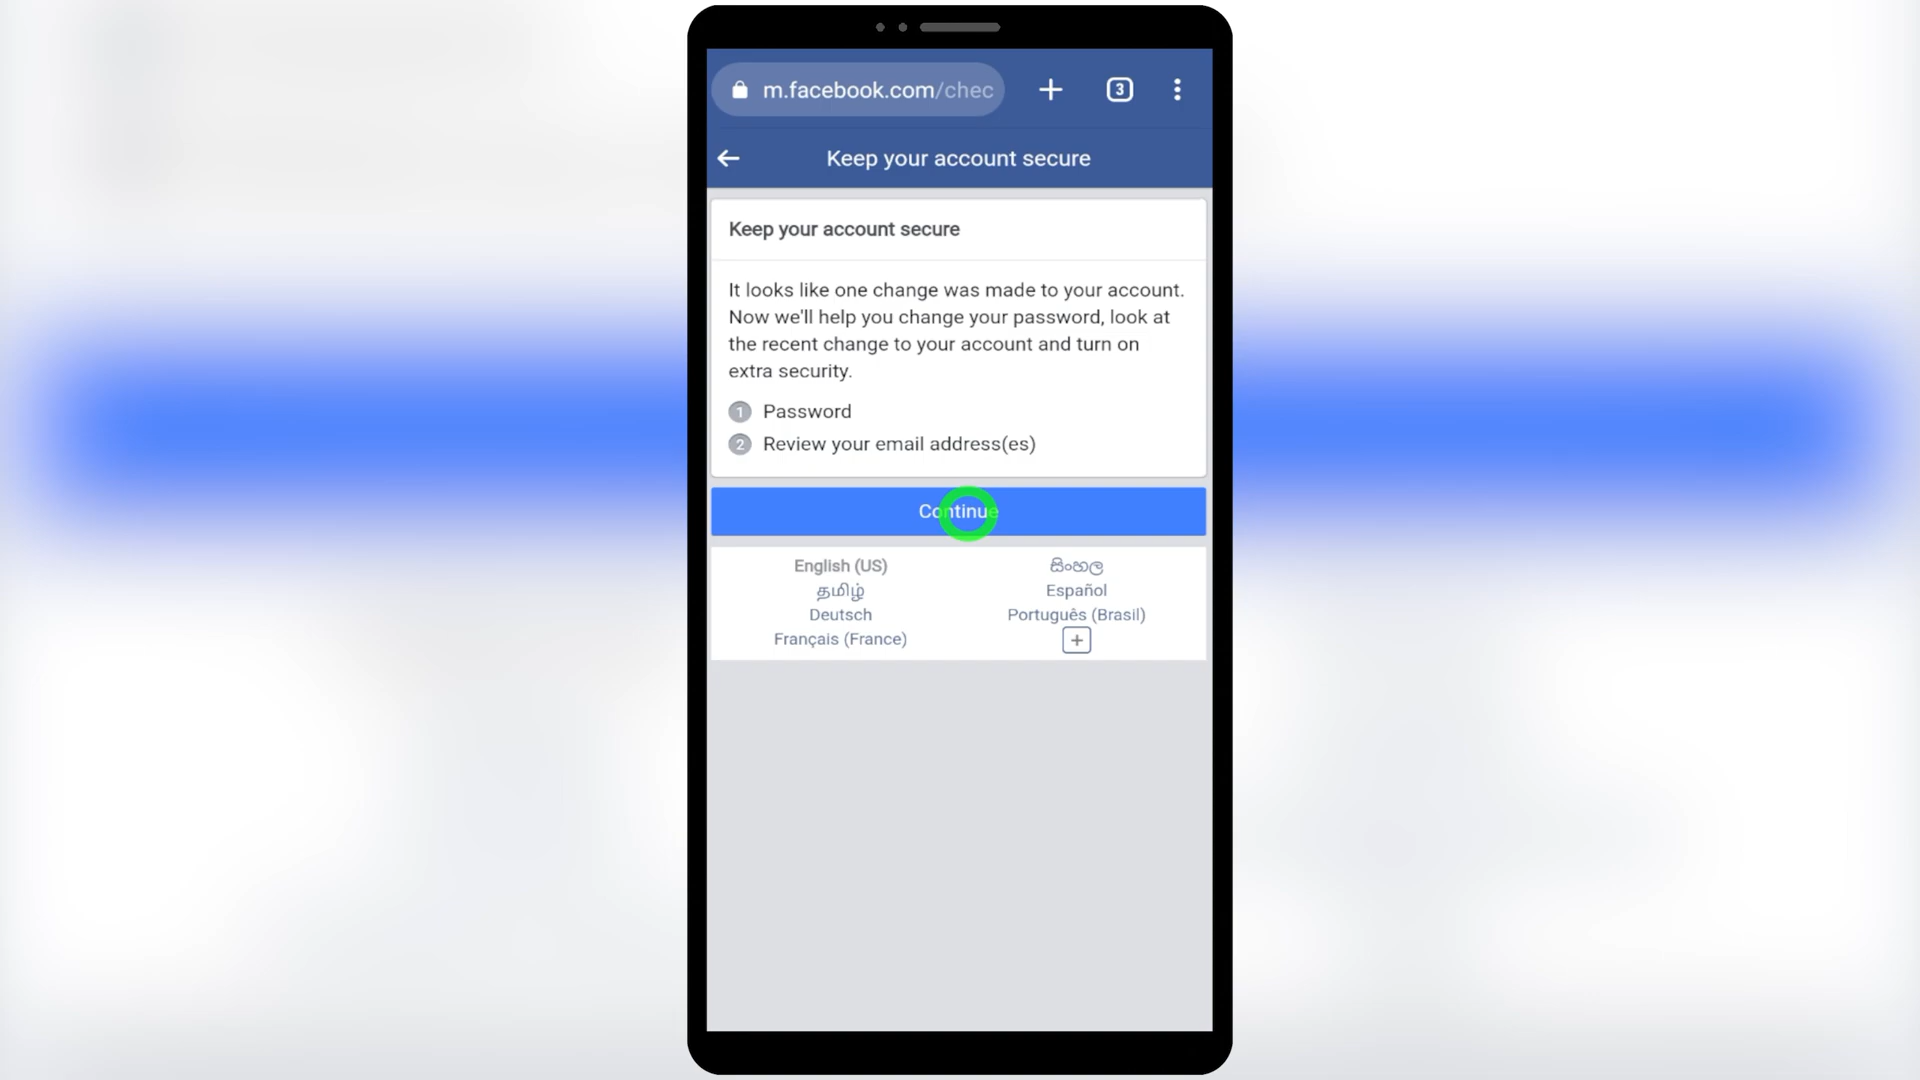 m.facebook.com/chec
3
Keep your account secure
Keep your account secure
It looks like one change was made to your account.
Now we'll help you change your password, look at
the recent change to your account and turn on
extra security.
1 Password
2 Review your email address(es)
Continue
English (US)
සිංහල
தமிழ்
Español
Deutsch
Português (Brasil)
Français (France)
+